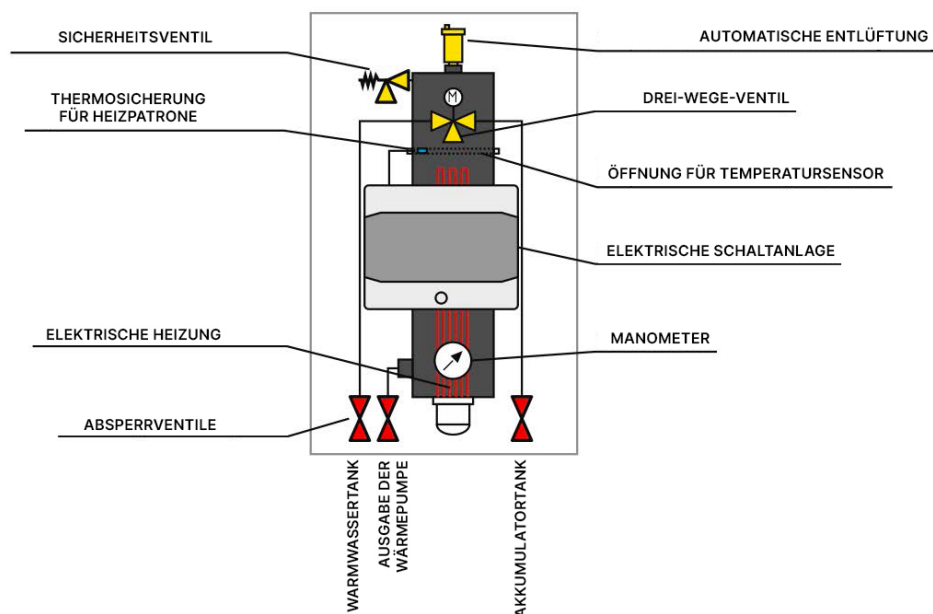 SICHERHEITSVENTIL
AUTOMATISCHE ENTLÜFTUNG
M
THERMOSICHERUNG
FÜR HEIZPATRONE
DREI-WEGE-VENTIL
ÖFFNUNG FÜR TEMPERATURSENSOR
ELEKTRISCHE SCHALTANLAGE
ELEKTRISCHE HEIZUNG
MANOMETER
ABSPERRVENTILE
WARMWASSERTANK
AUSGABE DER
WÄRMEPUMPE
AKKUMULATORTANK